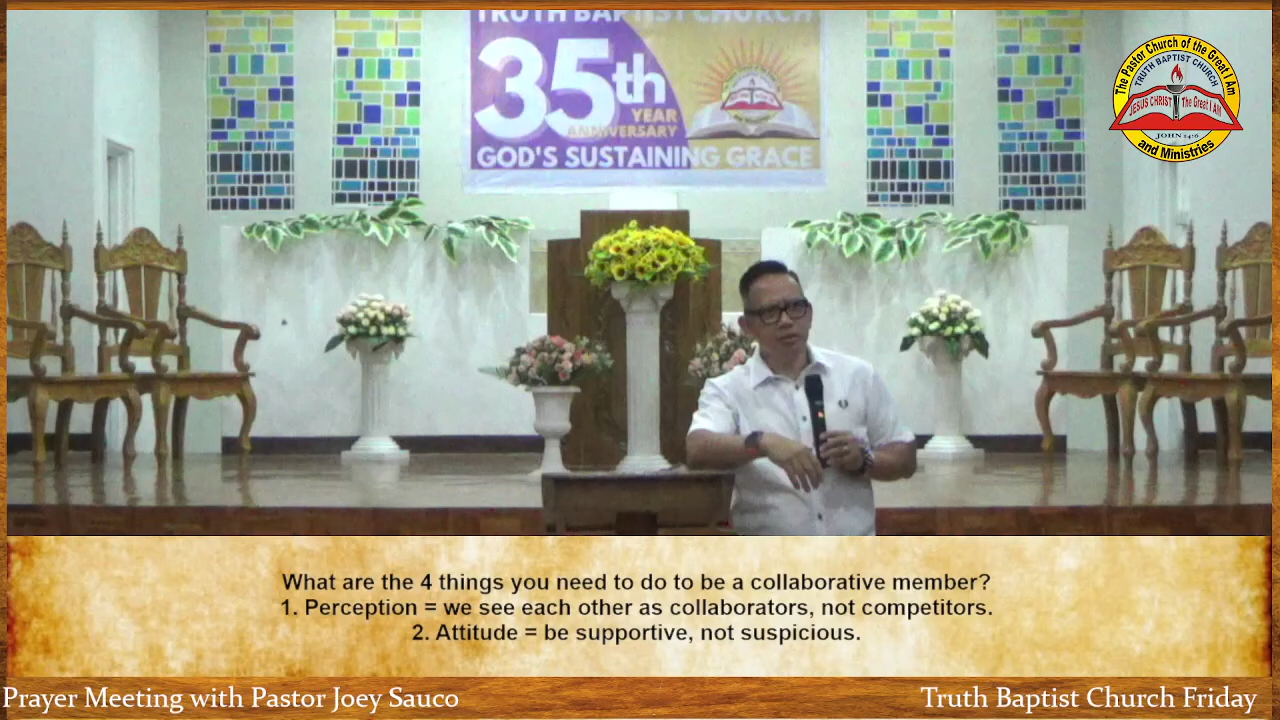 TRUTH BAPTIST CHURCH
35th
YEAR
ANNIVERSARY
GOD'S SUSTAINING GRACE
The Pastor Church of the Great I Am
TRUTH BAPTIST CHURCH
JESUS CHRIST The Great I Am
JOHN 14:6
and Ministries
What are the 4 things you need to do to be a collaborative member?
1. Perception = we see each other as collaborators, not competitors.
2. Attitude = be supportive, not suspicious.
Prayer Meeting with Pastor Joey Sauco
Truth Baptist Church Friday